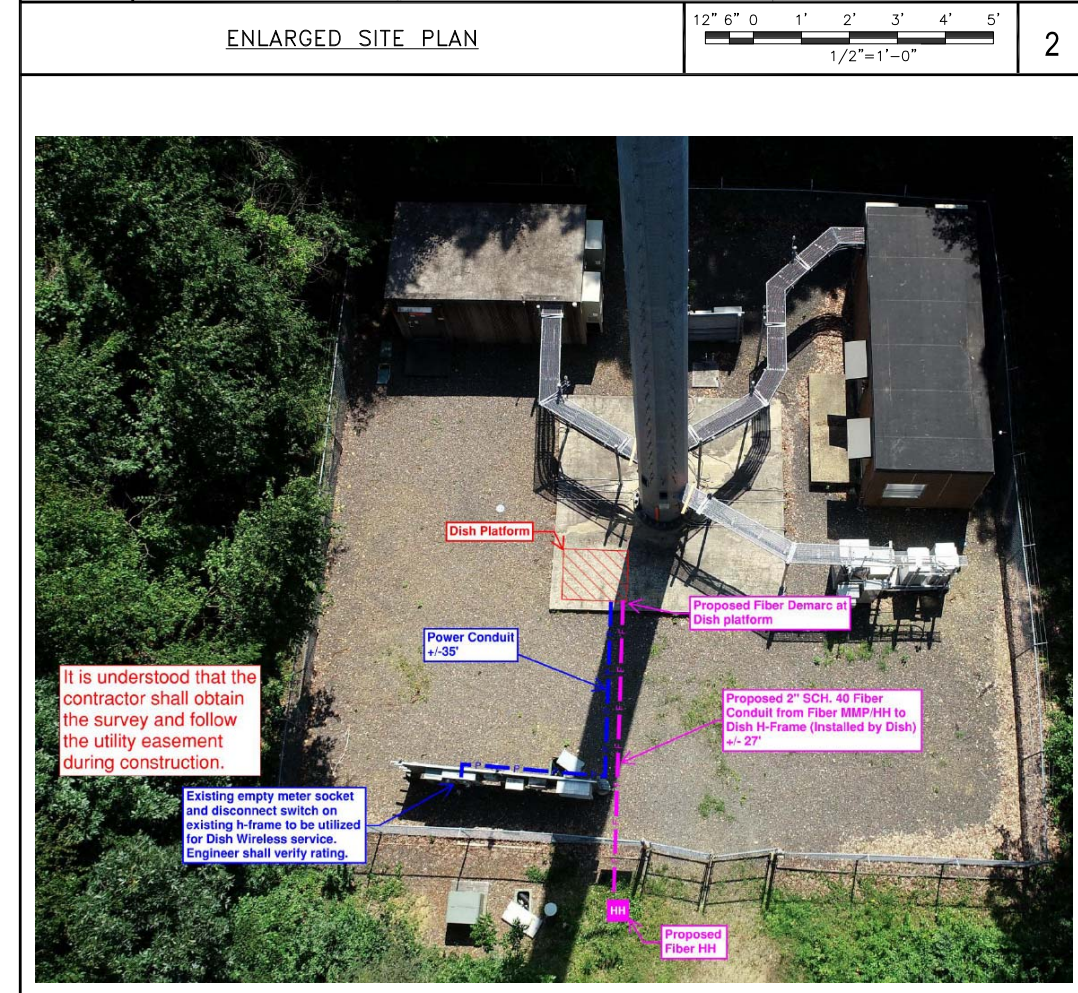 ENLARGED SITE PLAN
12" 6" 0 1' 2' 3' 4' 5'
1/2"=1'-0"
2
Dish Platform
Proposed Fiber Demarc at
Dish platform
Power Conduit
+/-35'
It is understood that the
contractor shall obtain
the survey and follow
the utility easement
during construction.
Proposed 2" SCH. 40 Fiber
Conduit from Fiber MMP/HH to
Dish H-Frame (Installed by Dish)
+/- 27'
P
P
Existing empty meter socket
and disconnect switch on
existing h-frame to be utilized
for Dish Wireless service.
Engineer shall verify rating.
HH
Proposed
Fiber HH